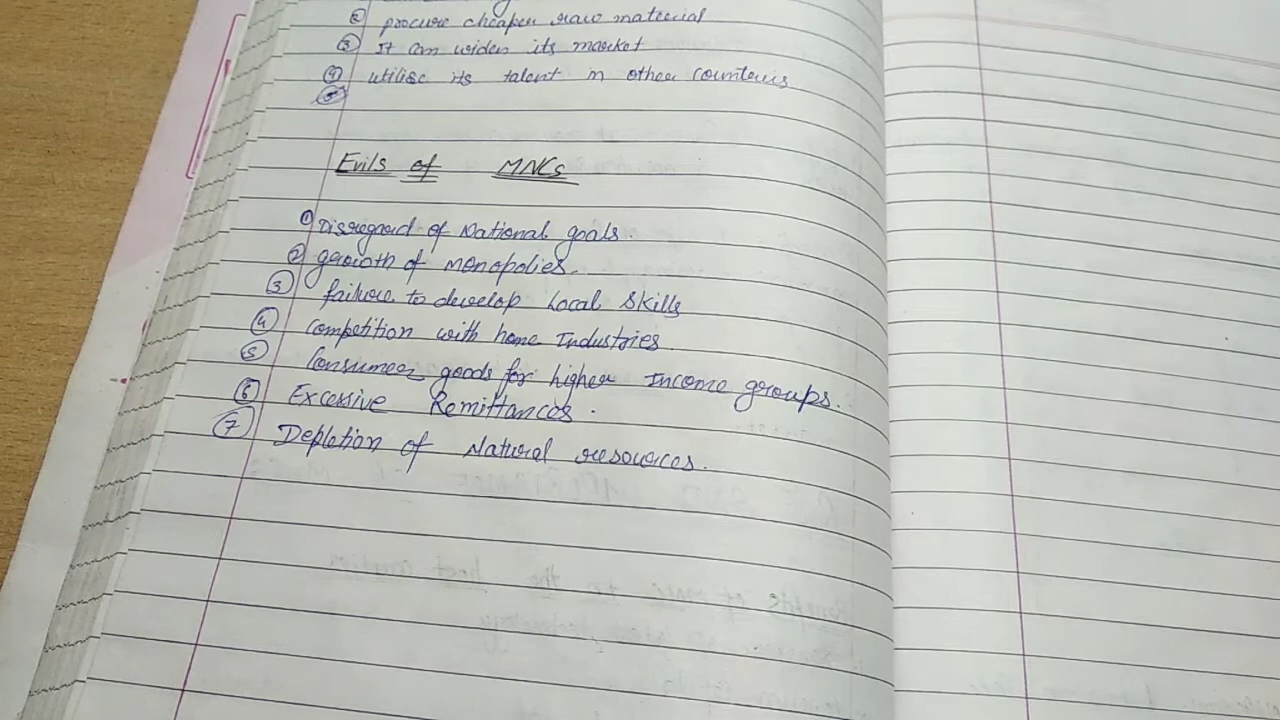 ② procure cheaper raw material
③ It can widen its market
④ utilise its talent in other countries
⑤
Evils of MNCs
① Disregard of National goals.
② growth of monopolies.
③ failure to develop Local Skills
④ Competition with home Industries.
⑤ Consumer goods for higher Income groups.
⑥ Excessive Remittances.
⑦ Depletion of Natural resources.